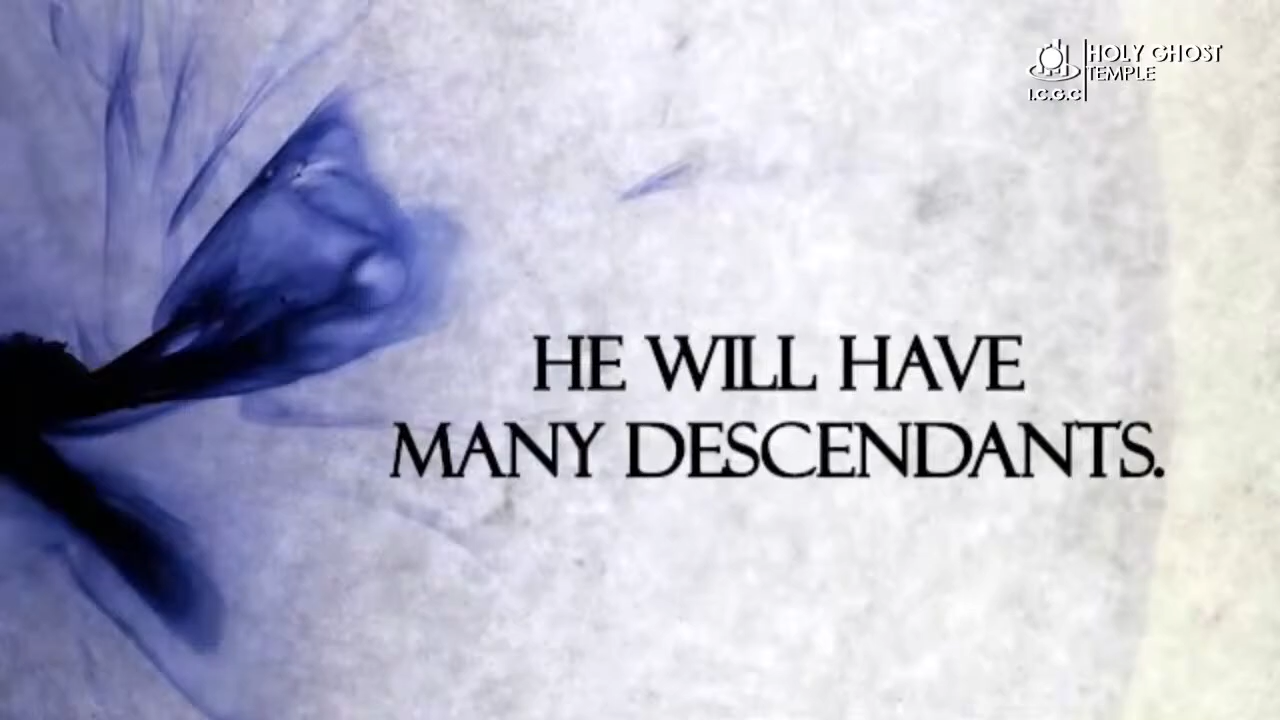 HOLY GHOST
TEMPLE
I.C.G.C
HE WILL HAVE
MANY DESCENDANTS.